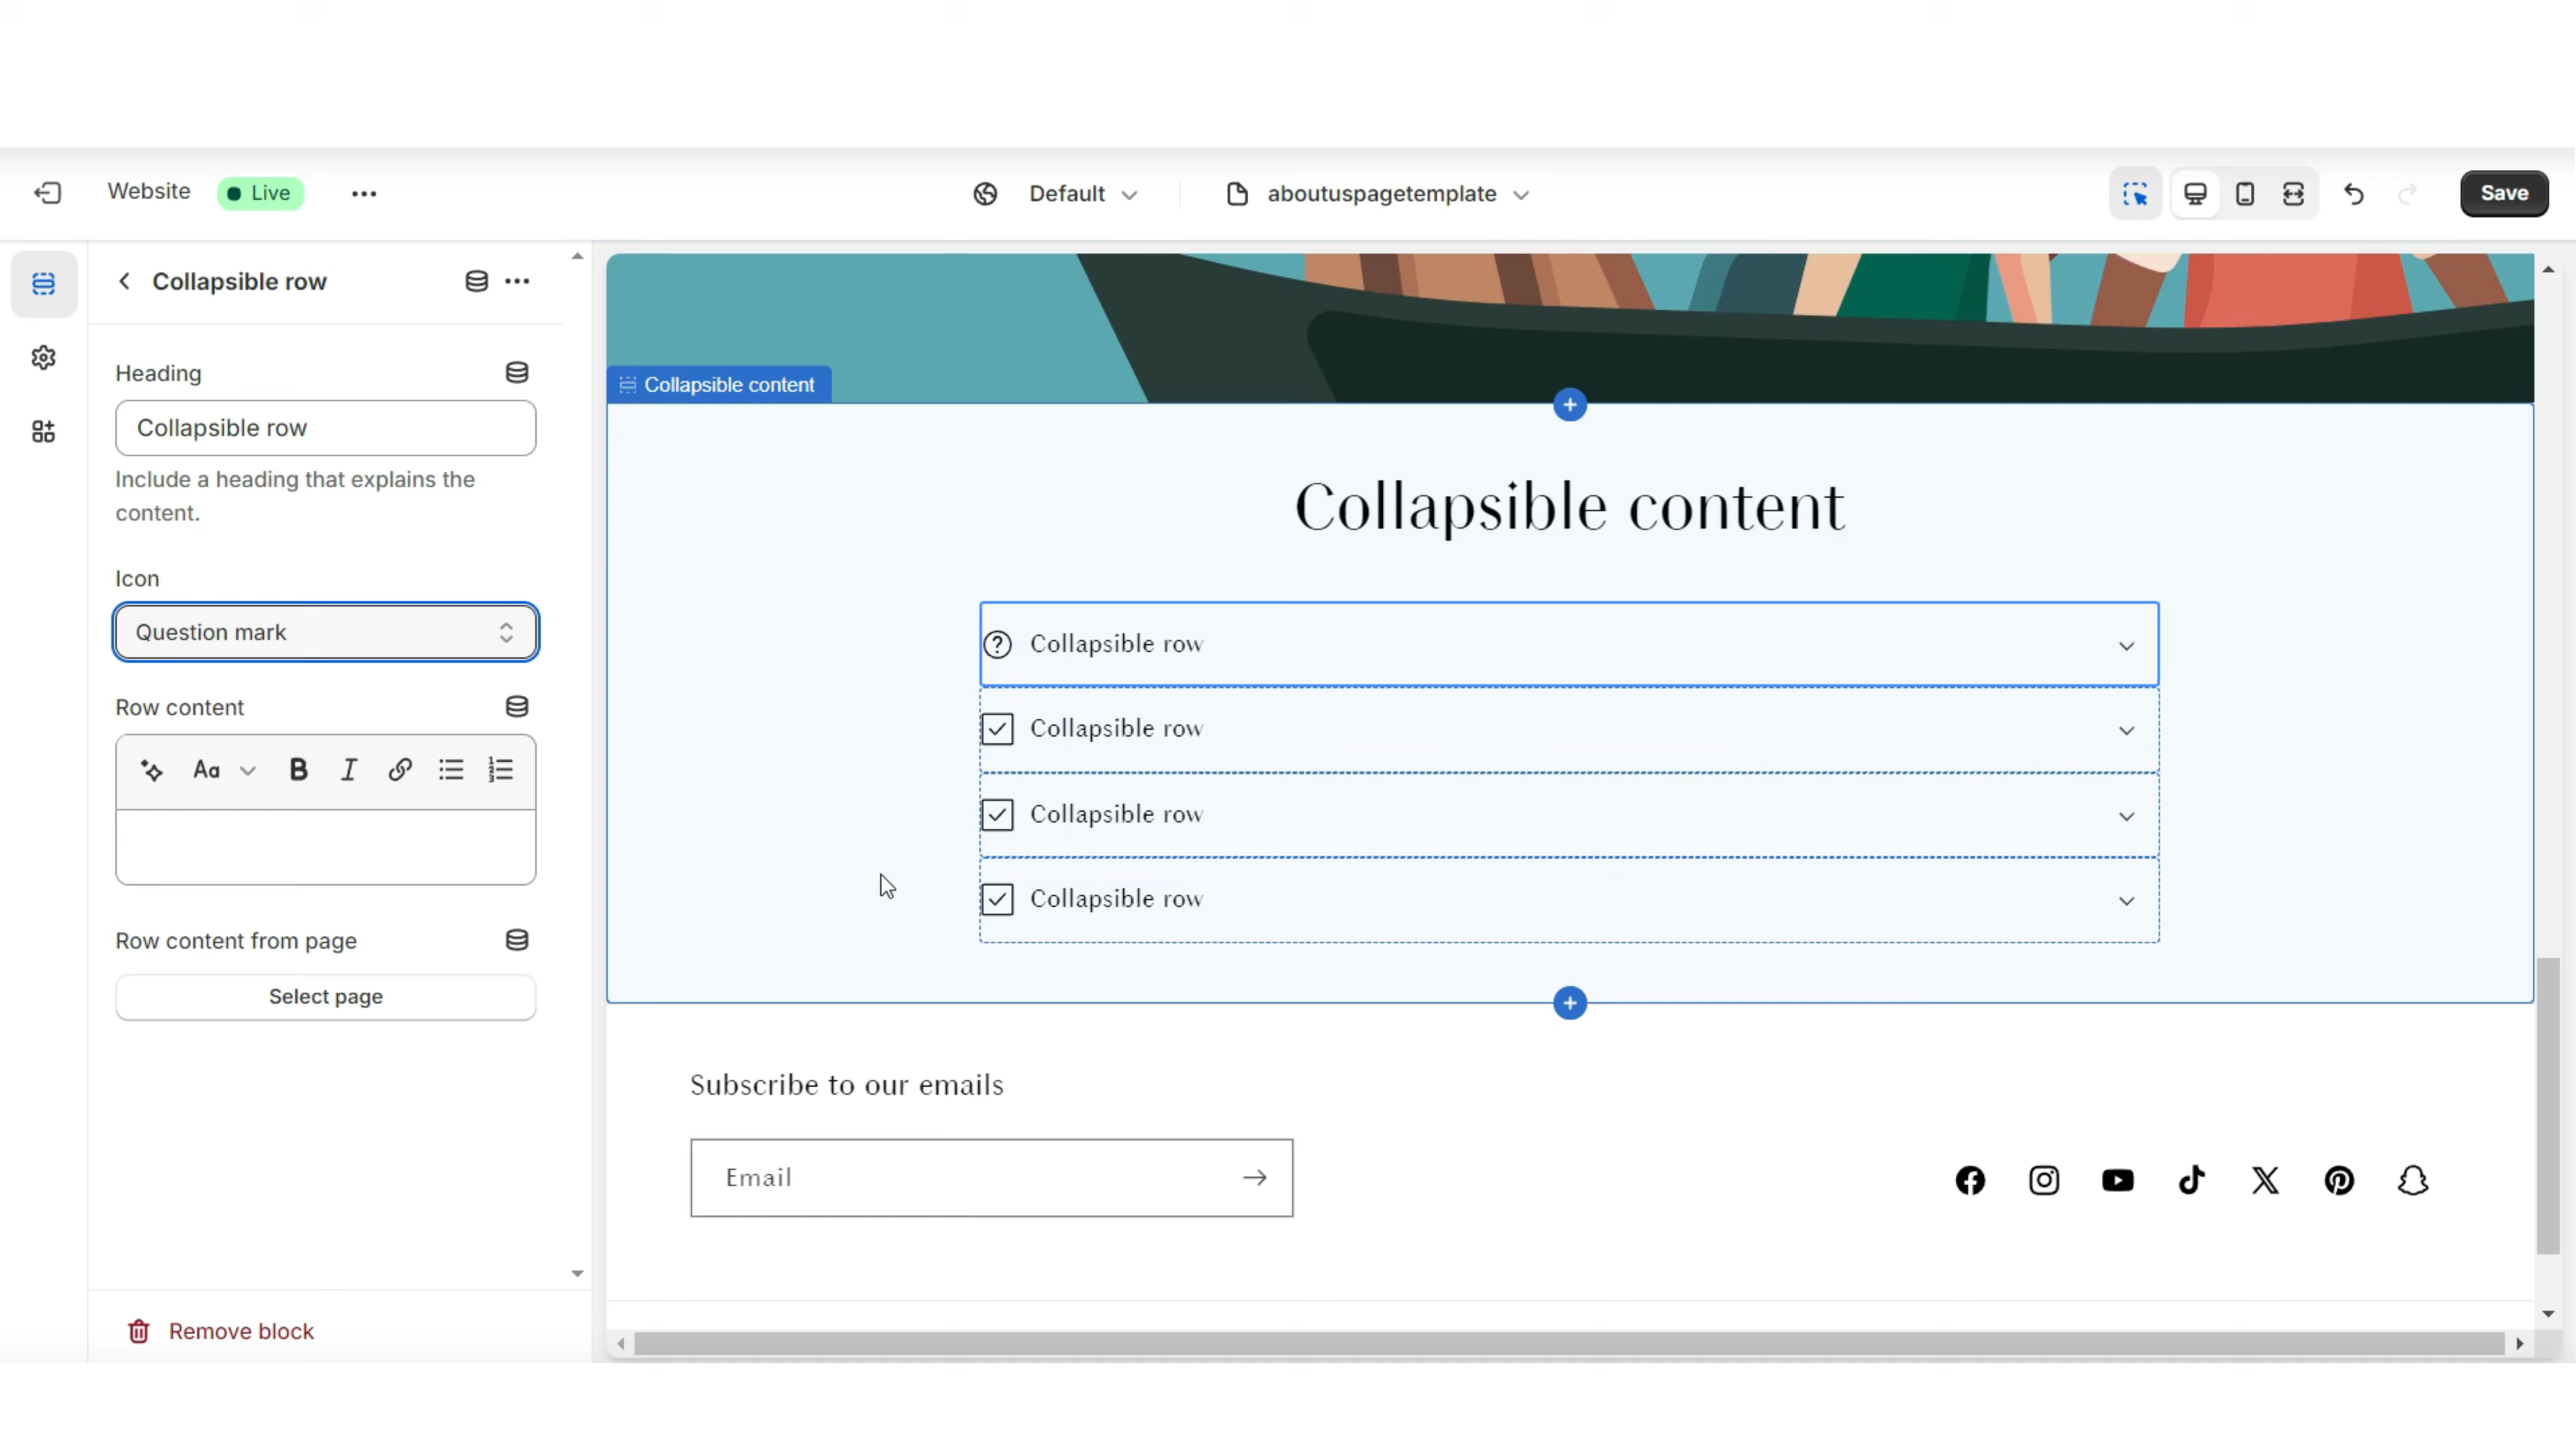 Website
Live
Default
aboutuspagetemplate
Save
Collapsible row
Heading
Collapsible row
Include a heading that explains the
content.
Icon
Question mark
Row content
Aa
B
I
Row content from page
Select page
Remove block
Collapsible content
Collapsible content
Collapsible row
Collapsible row
Collapsible row
Collapsible row
Subscribe to our emails
Email